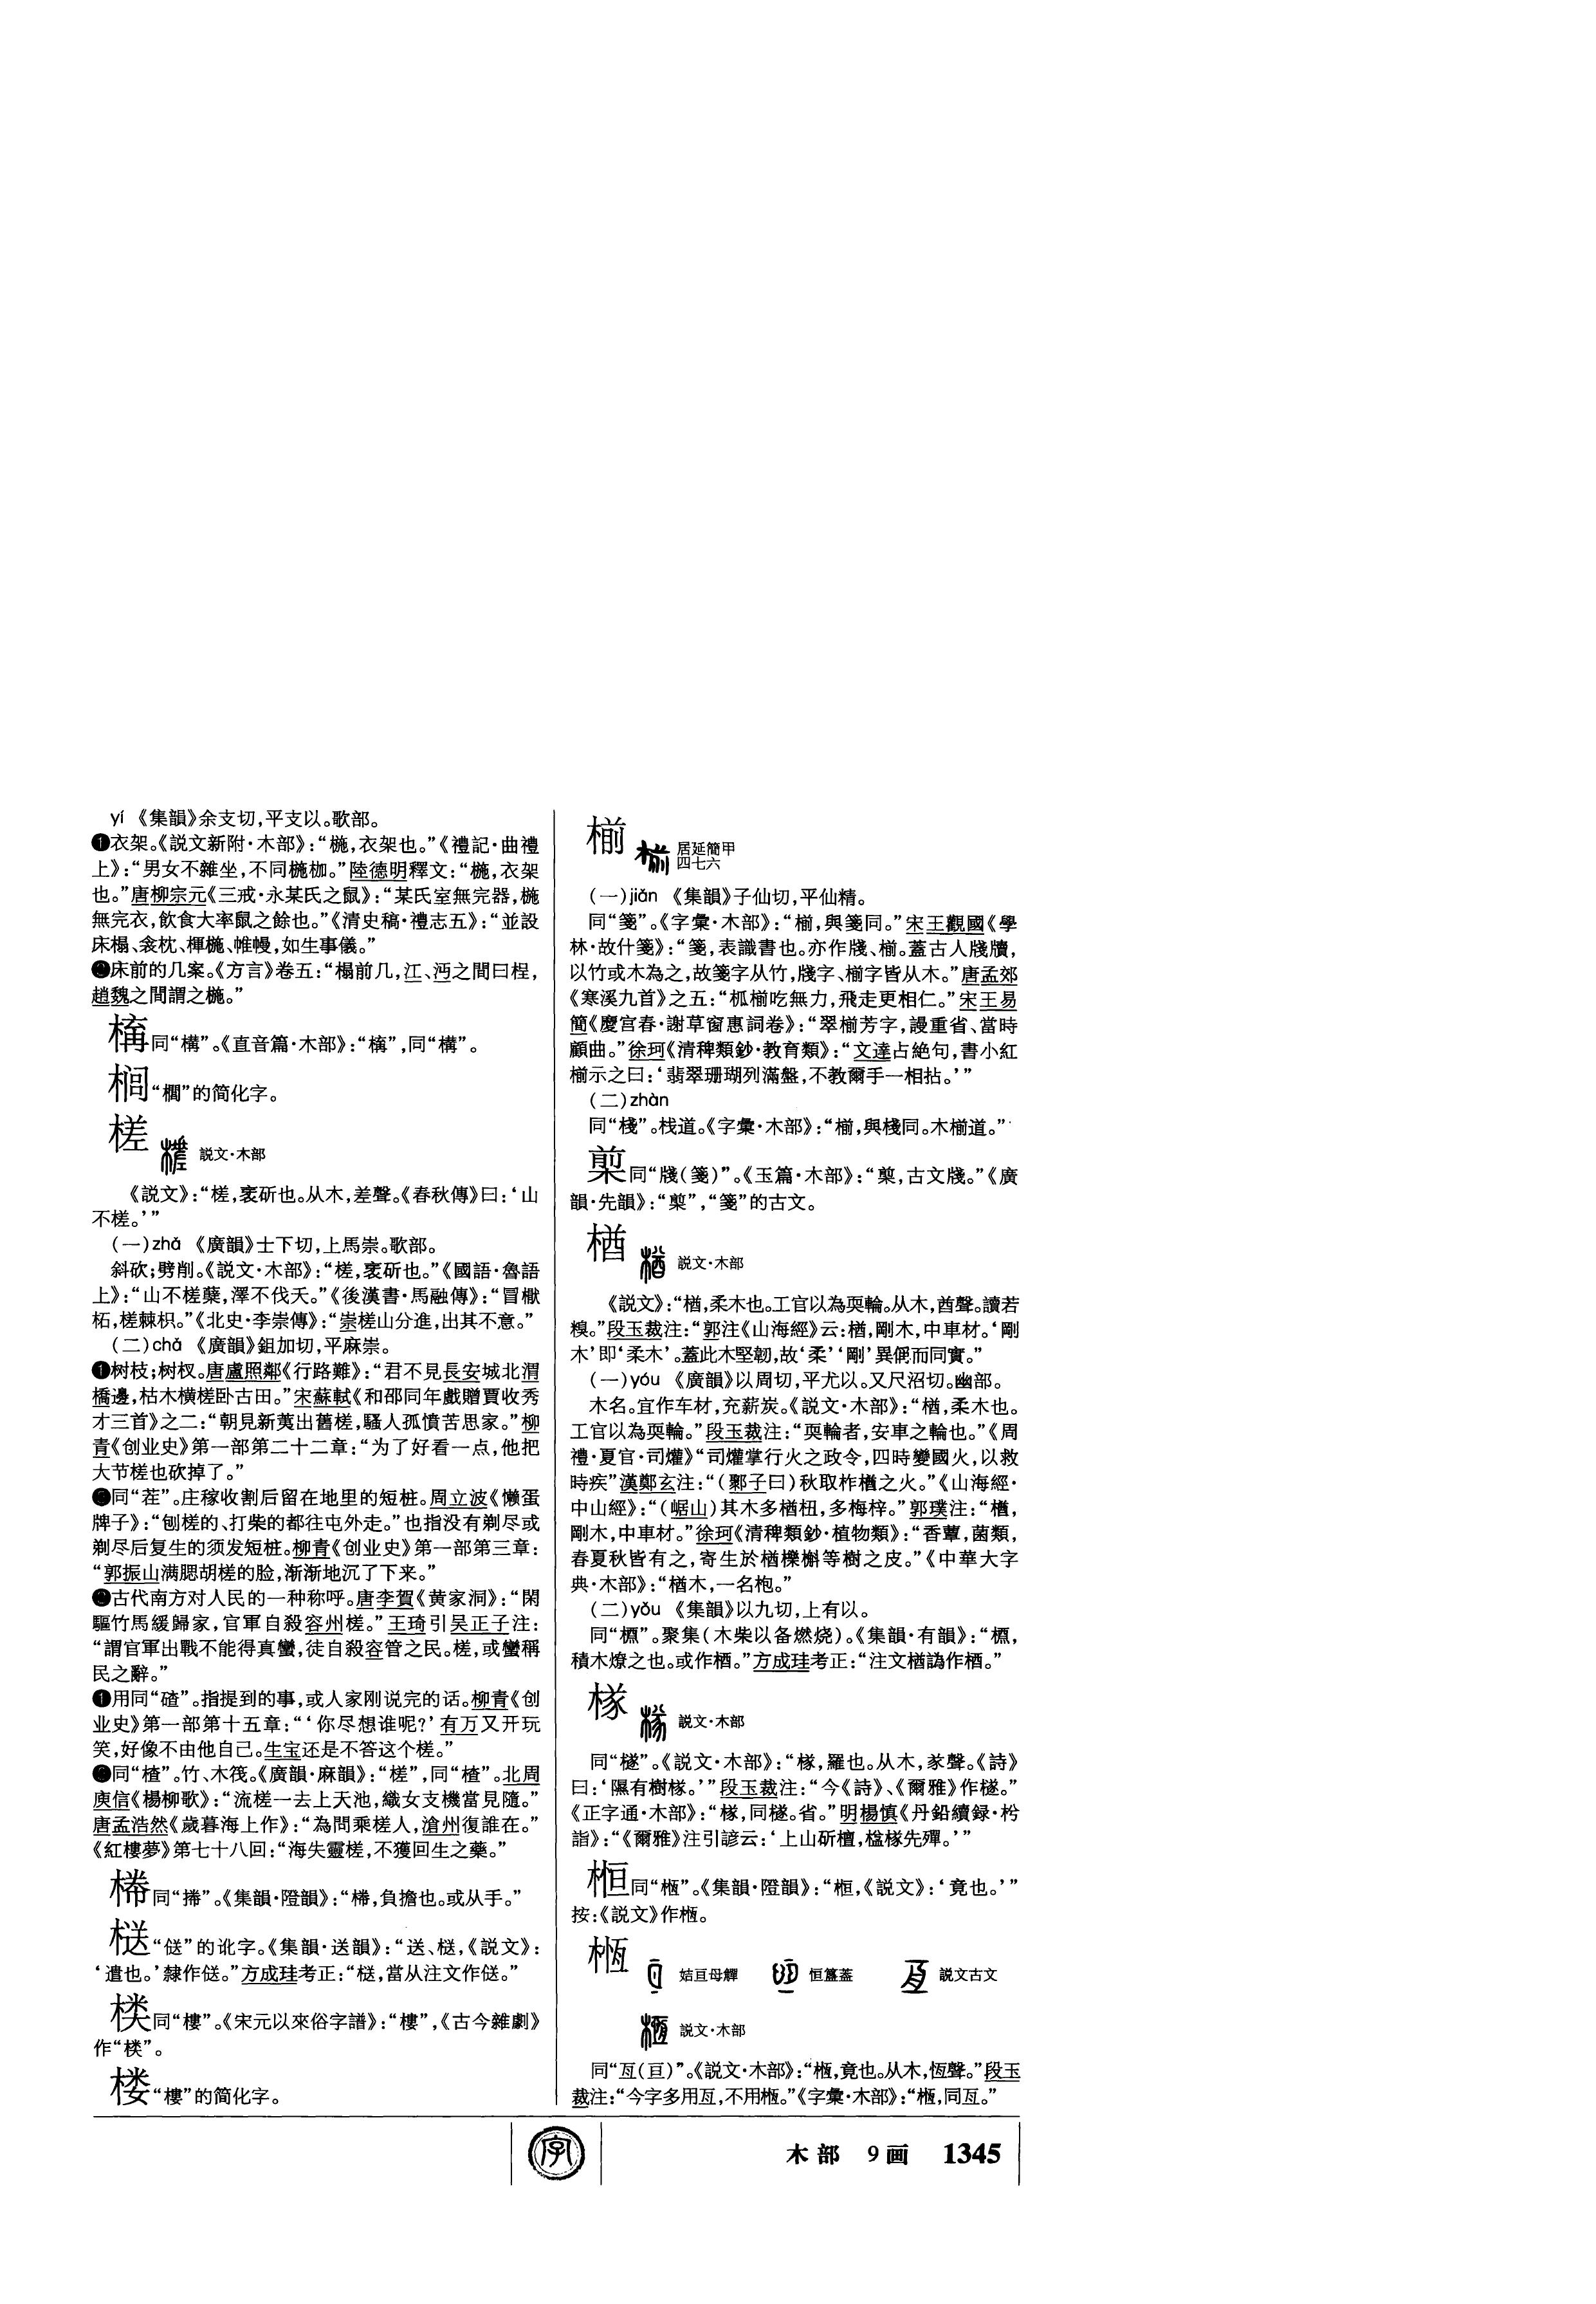 yí 《集韻》余支切,平支以。歌部。
❶衣架。《説文新附·木部》:“椸,衣架也。”《禮記·曲禮
上》:“男女不雜坐,不同椸枷。”陸德明釋文:“椸,衣架
也。”唐柳宗元《三戒·永某氏之鼠》:“某氏室無完器,椸
無完衣,飲食大率鼠之餘也。”《清史稿·禮志五》:“並設
床榻、衾枕、楎椸、帷幔,如生事儀。”
❷床前的几案。《方言》卷五:“榻前几,江、沔之間曰桯,
趙魏之間謂之椸。”
同“構”。《直音篇·木部》:“”,同“構”。
㭣“橺”的简化字。
槎 説文·木部
《説文》:“槎,衺斫也。从木,差聲。《春秋傳》曰:‘山
不槎。’”
(一)zhǎ 《廣韻》士下切,上馬崇。歌部。
斜砍;劈削。《説文·木部》:“槎,衺斫也。”《國語·魯語
上》:“山不槎蘖,澤不伐夭。”《後漢書·馬融傳》:“冒櫢
柘,槎棘枳。”《北史·李崇傳》:“崇槎山分進,出其不意。”
(二)chá 《廣韻》鉏加切,平麻崇。
❶树枝;树杈。唐盧照鄰《行路難》:“君不見長安城北渭
橋邊,枯木横槎卧古田。”宋蘇軾《和邵同年戲贈賈收秀
才三首》之二:“朝見新荑出舊槎,騷人孤憤苦思家。”柳
青《创业史》第一部第二十二章:“为了好看一点,他把
大节槎也砍掉了。”
同“茬”。庄稼收割后留在地里的短桩。周立波《懒蛋
牌子》:“刨槎的、打柴的都往屯外走。”也指没有剃尽或
剃尽后复生的须发短桩。柳青《创业史》第一部第三章:
“郭振山满腮胡槎的脸,渐渐地沉了下来。”
古代南方对人民的一种称呼。唐李賀《黄家洞》:“閑
驅竹馬緩歸家,官軍自殺容州槎。”王琦引吴正子注:
“謂官軍出戰不能得真蠻,徒自殺容管之民。槎,或蠻稱
民之辭。”
用同“碴”。指提到的事,或人家刚说完的话。柳青《创
业史》第一部第十五章:“‘你尽想谁呢?’有万又开玩
笑,好像不由他自己。生宝还是不答这个槎。”
同“楂”。竹、木筏。《廣韻·麻韻》:“槎”,同“楂”。北周
庾信《楊柳歌》:“流槎一去上天池,織女支機當見隨。”
唐孟浩然《歲暮海上作》:“為問乘槎人,滄州復誰在。”
《紅樓夢》第七十八回:“海失靈槎,不獲回生之藥。”
同“㨲”。《集韻·隥韻》:“,負擔也。或从手。”
“㑞”的讹字。《集韻·送韻》:“送、,《説文》:
‘遣也。’隸作㑞。”方成珪考正:“,當从注文作㑞。”
同“樓”。《宋元以來俗字譜》:“樓”,《古今雜劇》
作“”。
楼“樓”的简化字。
椾 居延簡甲
四七六
(一)jiǎn 《集韻》子仙切,平仙精。
同“箋”。《字彙·木部》:“椾,與箋同。”宋王觀國《學
林·故什箋》:“箋,表識書也。亦作牋、椾。蓋古人牋牘,
以竹或木為之,故箋字从竹,牋字、椾字皆从木。”唐孟郊
《寒溪九首》之五:“柧椾吃無力,飛走更相仁。”宋王易
簡《慶宫春·謝草窗惠詞卷》:“翠椾芳字,謾重省、當時
顧曲。”徐珂《清稗類鈔·教育類》:“文達占絶句,書小紅
椾示之曰:‘翡翠珊瑚列滿盤,不教爾手一相拈。’”
(二)zhàn
同“棧”。栈道。《字彙·木部》:“椾,與棧同。木椾道。”
㮍同“牋(箋)”。《玉篇·木部》:“㮍,古文牋。”《廣
韻·先韻》:“㮍”,“箋”的古文。
楢 説文·木部
《説文》:“楢,柔木也。工官以為耎輪。从木,酋聲。讀若
糗。”段玉裁注:“郭注《山海經》云:楢,剛木,中車材。‘剛
木’即‘柔木’。蓋此木堅韌,故‘柔’‘剛’異偁而同實。”
(一)yóu 《廣韻》以周切,平尤以。又尺沼切。幽部。
木名。宜作车材,充薪炭。《説文·木部》:“楢,柔木也。
工官以為耎輪。”段玉裁注:“耎輪者,安車之輪也。”《周
禮·夏官·司爟》“司爟掌行火之政令,四時變國火,以救
時疾”漢鄭玄注:“(鄹子曰)秋取柞楢之火。”《山海經·
中山經》:“(崌山)其木多楢杻,多梅梓。”郭璞注:“楢,
剛木,中車材。”徐珂《清稗類鈔·植物類》:“香蕈,菌類,
春夏秋皆有之,寄生於楢櫟槲等樹之皮。”《中華大字
典·木部》:“楢木,一名枹。”
(二)yǒu 《集韻》以九切,上有以。
同“槱”。聚集(木柴以备燃烧)。《集韻·有韻》:“槱,
積木燎之也。或作栖。”方成珪考正:“注文楢譌作栖。”
㮚 説文·木部
同“檖”。《説文·木部》:“,羅也。从木,㒸聲。《詩》
曰:‘隰有樹。’”段玉裁注:“今《詩》、《爾雅》作檖。”
《正字通·木部》:“,同檖。省。”明楊慎《丹鉛續録·枍
詣》:“《爾雅》注引諺云:‘上山斫檀,榽先殫。’”
𣕲同“㮓”。《集韻·隥韻》:“,《説文》:‘竟也。’”
按:《説文》作㮓。
㮓 姞亘母觶 恒簋蓋 説文古文
説文·木部
同“亙(亘)”。《説文·木部》:“㮓,竟也。从木,恆聲。”段玉
裁注:“今字多用亙,不用㮓。”《字彙·木部》:“㮓,同亙。”
字 木部 9画 1345